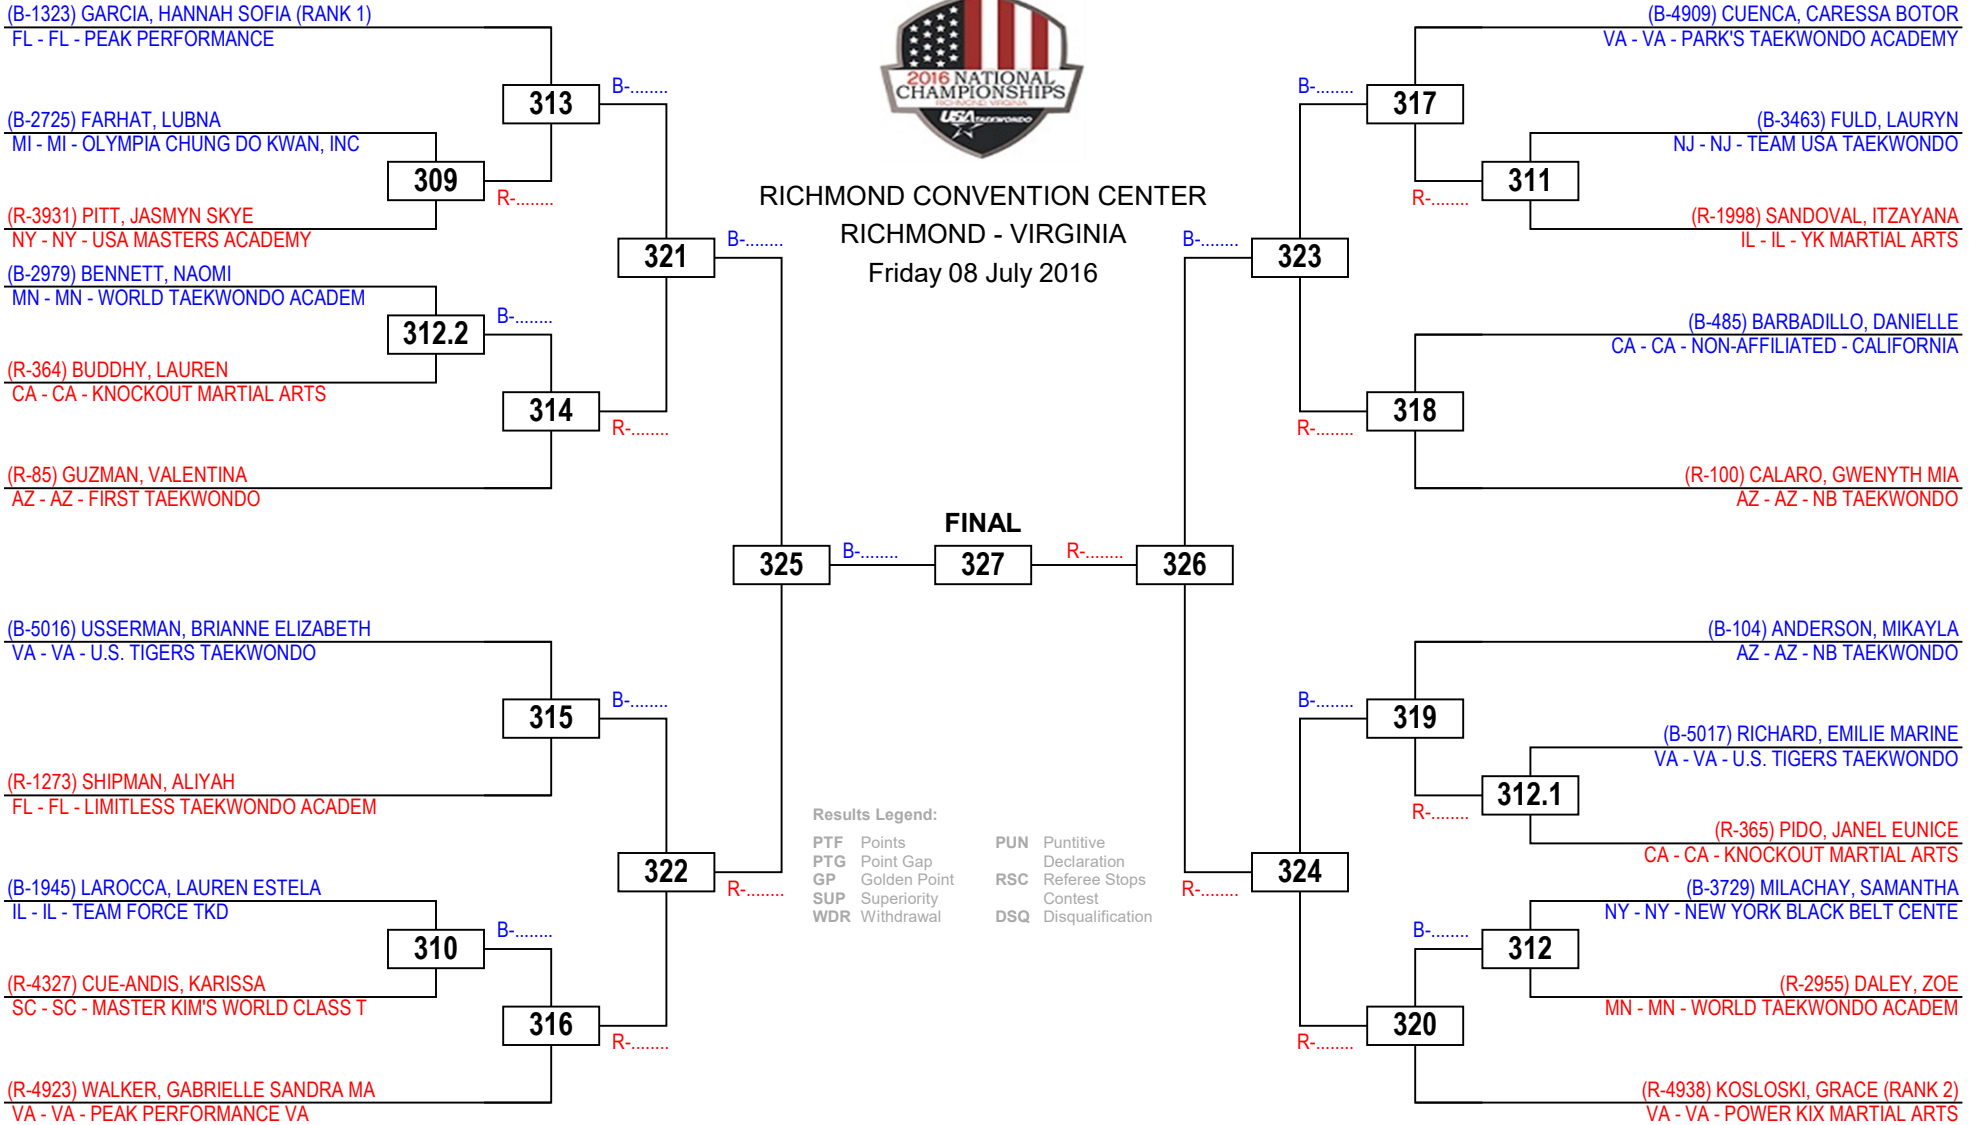 (B-1323) GARCIA, HANNAH SOFIA (RANK 1)
FL - FL - PEAK PERFORMANCE
313
B-........
(B-2725) FARHAT, LUBNA
MI - MI - OLYMPIA CHUNG DO KWAN, INC
309
R-........
(R-3931) PITT, JASMYN SKYE
NY - NY - USA MASTERS ACADEMY
321
B-........
(B-2979) BENNETT, NAOMI
MN - MN - WORLD TAEKWONDO ACADEM
312.2
B-........
(R-364) BUDDHY, LAUREN
CA - CA - KNOCKOUT MARTIAL ARTS
314
R-........
(R-85) GUZMAN, VALENTINA
AZ - AZ - FIRST TAEKWONDO
325
B-........
(B-5016) USSERMAN, BRIANNE ELIZABETH
VA - VA - U.S. TIGERS TAEKWONDO
315
B-........
(R-1273) SHIPMAN, ALIYAH
FL - FL - LIMITLESS TAEKWONDO ACADEM
322
R-........
(B-1945) LAROCCA, LAUREN ESTELA
IL - IL - TEAM FORCE TKD
310
B-........
(R-4327) CUE-ANDIS, KARISSA
SC - SC - MASTER KIM'S WORLD CLASS T
316
R-........
(R-4923) WALKER, GABRIELLE SANDRA MA
VA - VA - PEAK PERFORMANCE VA
2016 NATIONAL
CHAMPIONSHIPS
RICHMOND VIRGINIA
USA TAEKWONDO
RICHMOND CONVENTION CENTER
RICHMOND - VIRGINIA
Friday 08 July 2016
FINAL
327
Results Legend:
PTF Points
PTG Point Gap
GP Golden Point
SUP Superiority
WDR Withdrawal
PUN Puntitive
Declaration
RSC Referee Stops
Contest
DSQ Disqualification
(B-4909) CUENCA, CARESSA BOTOR
VA - VA - PARK'S TAEKWONDO ACADEMY
B-........
317
(B-3463) FULD, LAURYN
NJ - NJ - TEAM USA TAEKWONDO
R-........
311
(R-1998) SANDOVAL, ITZAYANA
IL - IL - YK MARTIAL ARTS
B-........
323
(B-485) BARBADILLO, DANIELLE
CA - CA - NON-AFFILIATED - CALIFORNIA
R-........
318
(R-100) CALARO, GWENYTH MIA
AZ - AZ - NB TAEKWONDO
R-........
326
(B-104) ANDERSON, MIKAYLA
AZ - AZ - NB TAEKWONDO
B-........
319
(B-5017) RICHARD, EMILIE MARINE
VA - VA - U.S. TIGERS TAEKWONDO
R-........
312.1
(R-365) PIDO, JANEL EUNICE
CA - CA - KNOCKOUT MARTIAL ARTS
R-........
324
(B-3729) MILACHAY, SAMANTHA
NY - NY - NEW YORK BLACK BELT CENTE
B-........
312
(R-2955) DALEY, ZOE
MN - MN - WORLD TAEKWONDO ACADEM
R-........
320
(R-4938) KOSLOSKI, GRACE (RANK 2)
VA - VA - POWER KIX MARTIAL ARTS